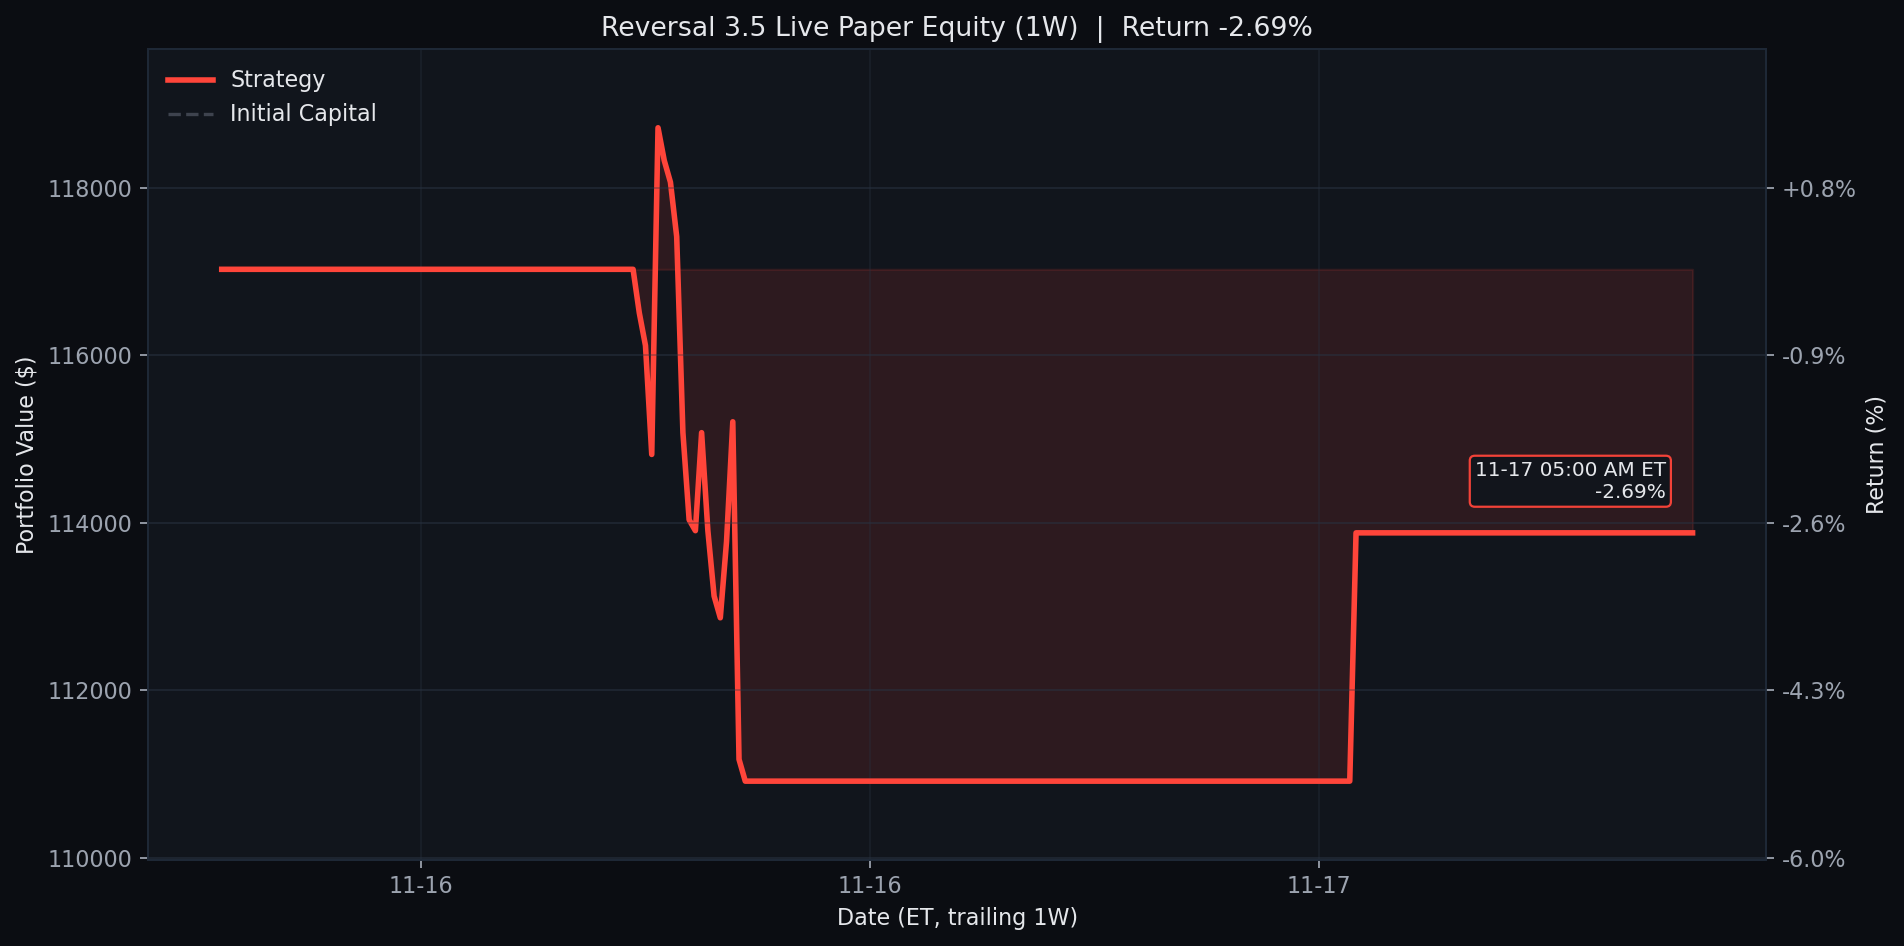 Reversal 3.5 Live Paper Equity (1W)  |  Return -2.69%
Strategy
Initial Capital
118000
116000
114000
112000
110000
Portfolio Value ($)
+0.8%
-0.9%
-2.6%
-4.3%
-6.0%
Return (%)
11-17 05:00 AM ET
-2.69%
11-16
11-16
11-17
Date (ET, trailing 1W)